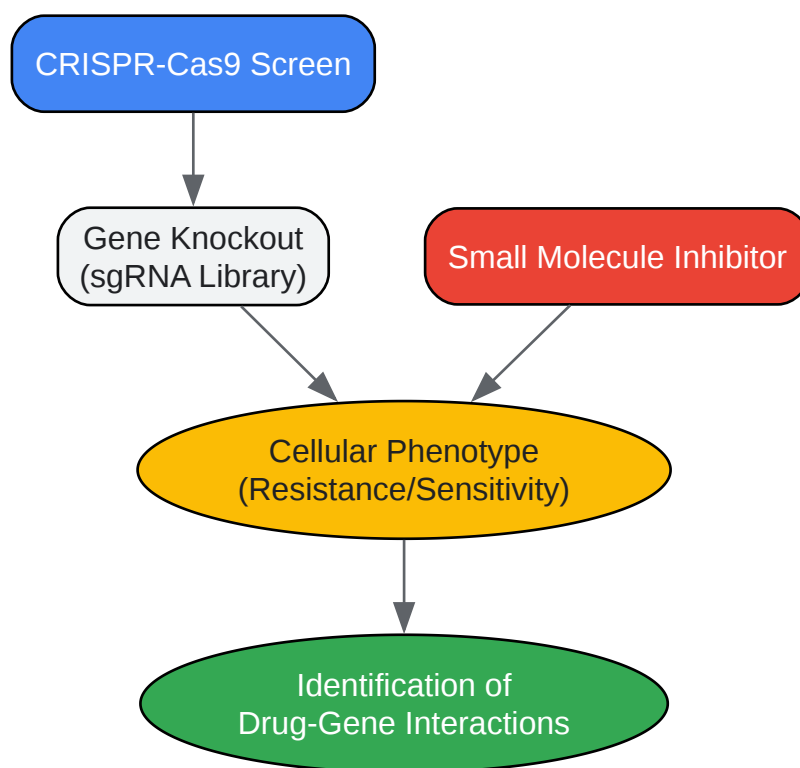 CRISPR-Cas9 Screen
Gene Knockout
(sgRNA Library)
Small Molecule Inhibitor
Cellular Phenotype
(Resistance/Sensitivity)
Identification of
Drug-Gene Interactions